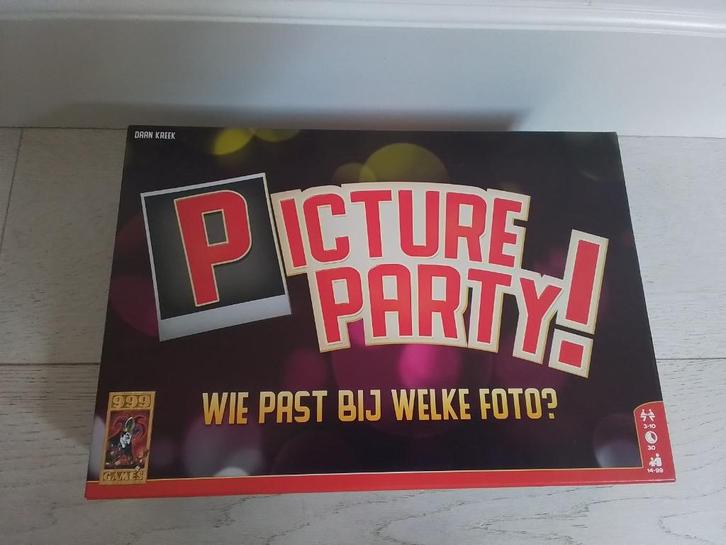 DAAN KREEK
PICTURE
PARTY!
WIE PAST BIJ WELKE FOTO?
999
GAMES
3-10
30
14-99